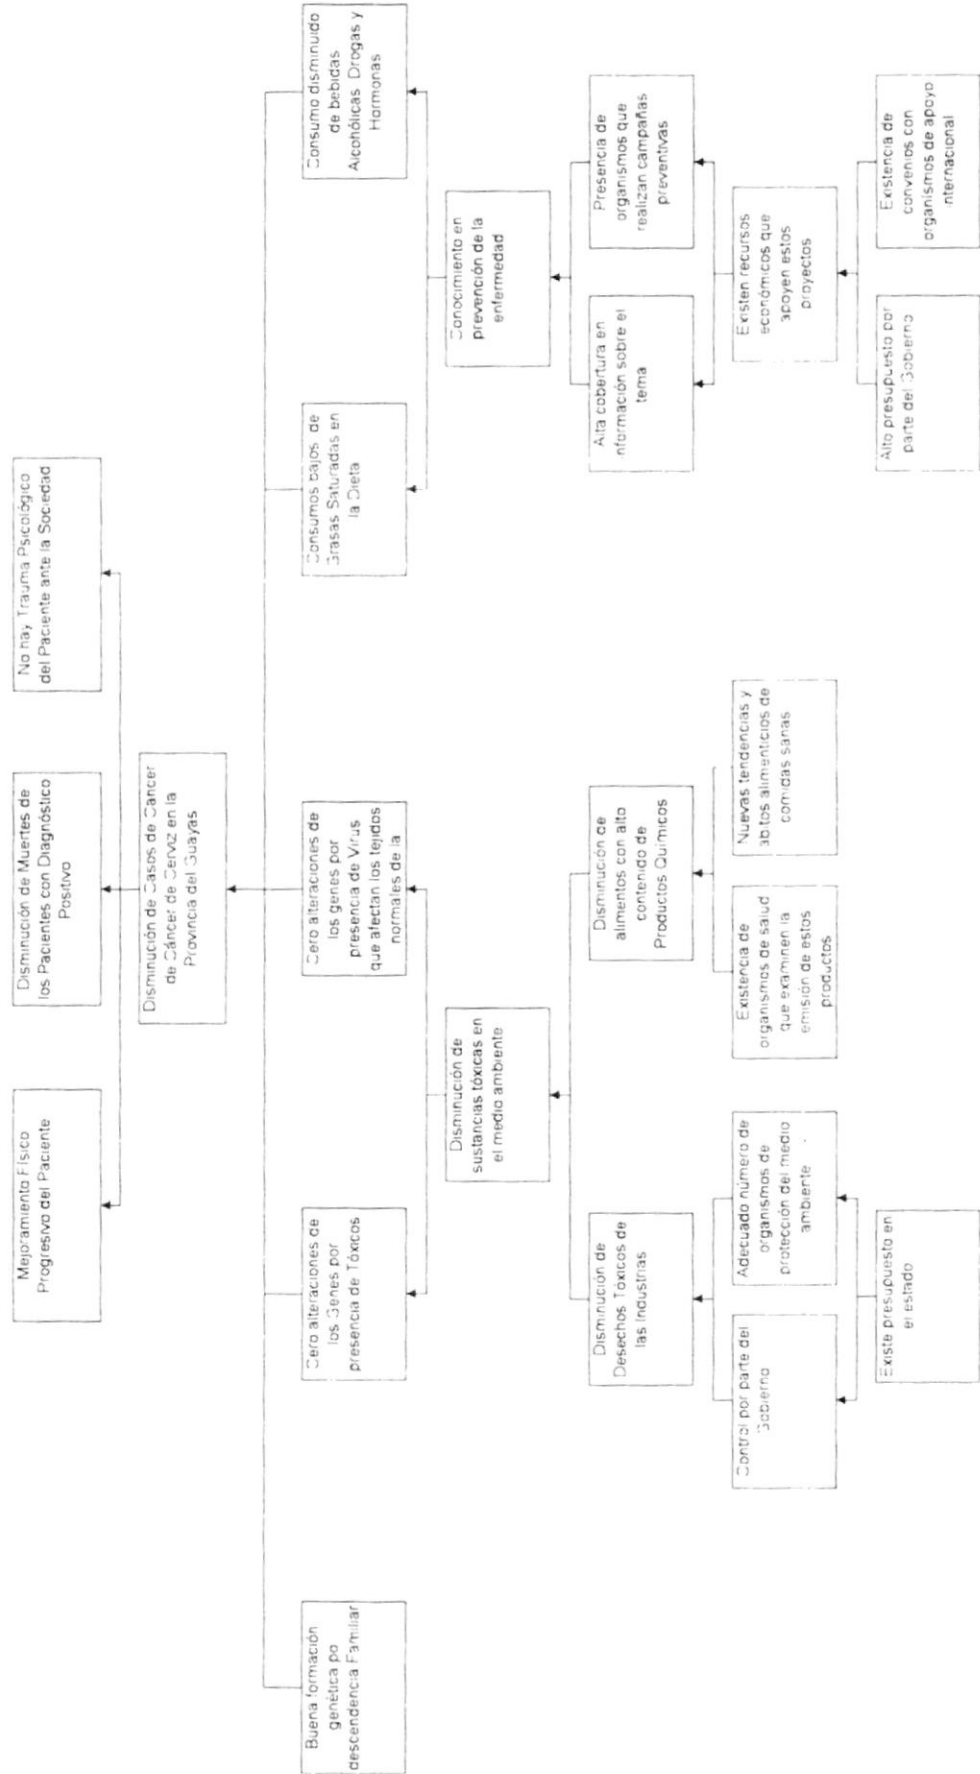 Mejoramiento Físico
Progresivo del Paciente
Disminución de Muertes de
los Pacientes con Diagnóstico
Positivo
No hay Trauma Psicológico
del Paciente ante la Sociedad
Disminución de Casos de Cáncer
de Cáncer de Cerviz en la
Provincia del Guayas
Buena formación
genética po
descendencia Familiar
Cero alteraciones de
los Genes por
presencia de Tóxicos
Cero alteraciones de
los genes por
presencia de Virus
que afectan los tejidos
normales de la
Consumos bajos de
Grasas Saturadas en
la Dieta
Consumo disminuido
de bebidas
Alcohólicas Drogas y
Hormonas
Disminución de
sustancias tóxicas en
el medio ambiente
Conocimiento en
prevención de la
enfermedad
Disminución de
Desechos Tóxicos de
las Industrias
Disminución de
alimentos con alto
contenido de
Productos Químicos
Alta cobertura en
nformación sobre el
tema
Presencia de
organismos que
realizan campañas
preventivas
Control por parte del
Gobierno
Adecuado número de
organismos de
protección del medio
ambiente
Existencia de
organismos de salud
que examinen la
emisión de estos
productos
Nuevas tendencias y
ábitos alimenticios de
comidas sanas
Existen recursos
económicos que
apoyen estos
proyectos
Existe presupuesto en
el estado
Alto presupuesto por
parte del Gobierno
Existencia de
convenios con
organismos de apoyo
nternacional